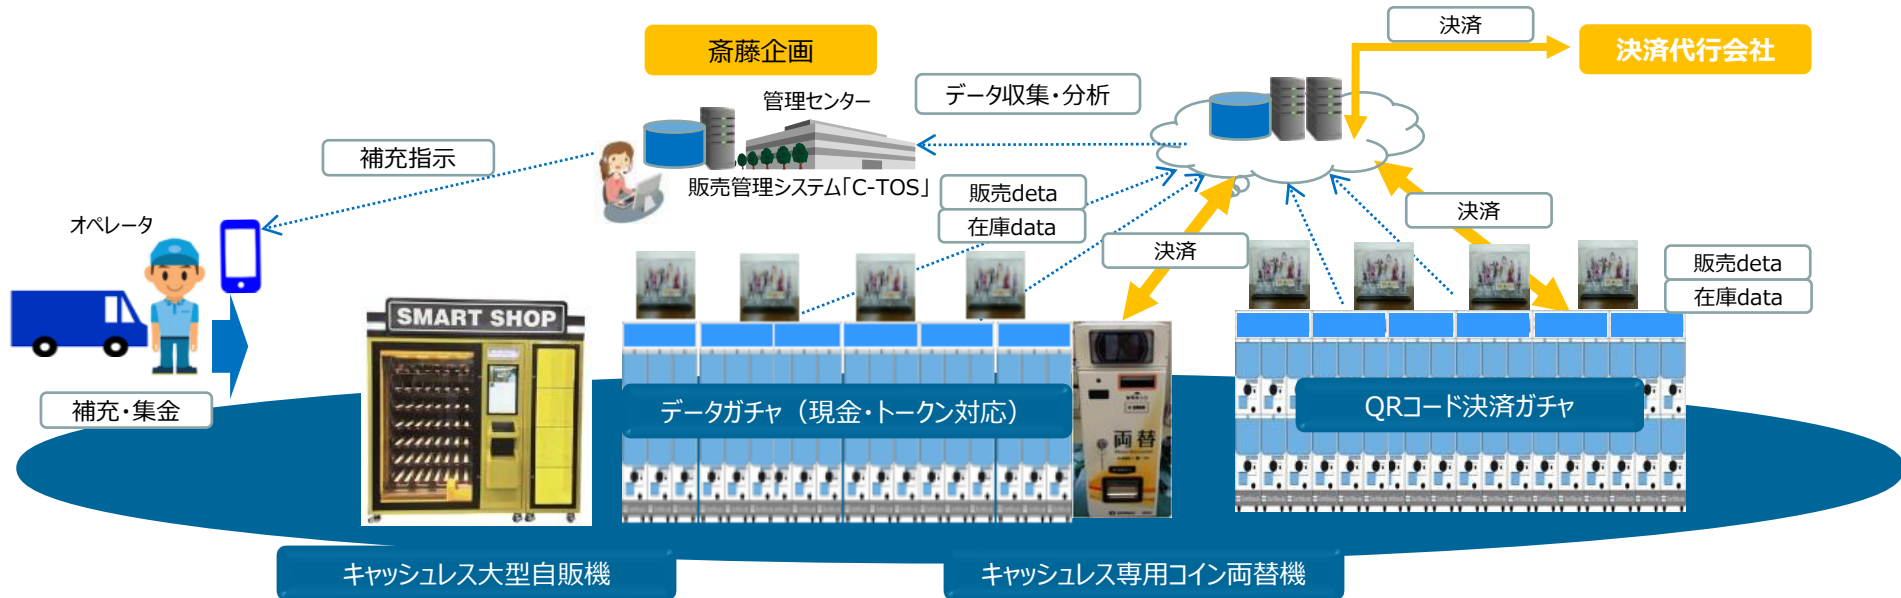 決済
斎藤企画
決済代行会社
管理センター
データ収集・分析
補充指示
販売管理システム「C-TOS」
販売deta
在庫data
決済
決済
オペレータ
販売deta
在庫data
SMART SHOP
補充・集金
データガチャ（現金・トークン対応）
両替
QRコード決済ガチャ
キャッシュレス大型自販機
キャッシュレス専用コイン両替機